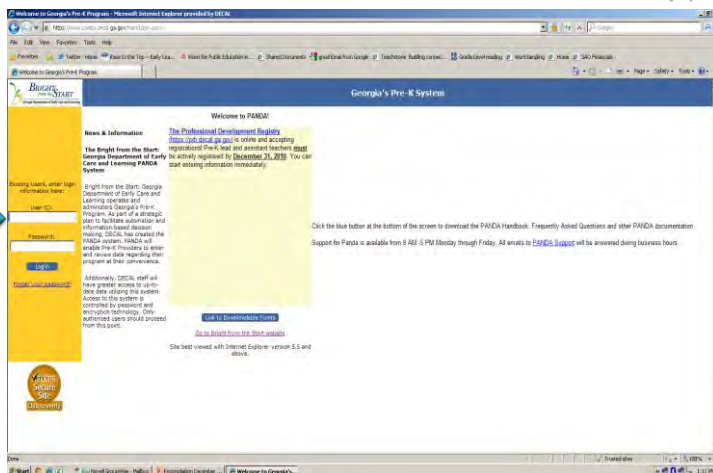 Welcome to Georgia's Pre-K Program - Microsoft Internet Explorer provided by DECAL
File Edit View Favorites Tools Help
Favorites
Welcome to Georgia's Pre-K Program
Page Safety Tools
BRIGHT
START
Georgia's Pre-K System
Welcome to PANDA!
News & Information
The Bright from the Start:
Georgia Department of Early
Care and Learning PANDA
System
Bright from the Start: Georgia
Department of Early Care and
Learning operates and
administers Georgia's Pre-K
Program. As part of a strategic
plan to facilitate automation and
information-based decision
making, DECAL has created the
PANDA system. PANDA will
enable Pre-K Providers to enter
and review data regarding their
program at their convenience.
Additionally, DECAL staff will
have greater access to up-to-
date data utilizing this system.
Access to this system is
controlled by password and
encryption technology. Only
authorized users should proceed
from this point.
The Professional Development Registry
is online and accepting
registrations! Pre-K lead and assistant teachers must
be actively registered by December 31, 2010. You can
start entering information immediately.
Link to Downloadable Forms
Go to Bright from the Start website
Site best viewed with Internet Explorer version 5.5 and
above.
Existing Users, enter login
information here:
User ID:
Password:
Login
Forgot your password?
Secure
Site
Click the blue button at the bottom of the screen to download the PANDA Handbook, Frequently Asked Questions and other PANDA documentation
Support for Panda is available from 8 AM -5 PM Monday through Friday. All emails to PANDA Support will be answered during business hours
Done
Trusted sites
100%
Start
Welcome to Georgia's...